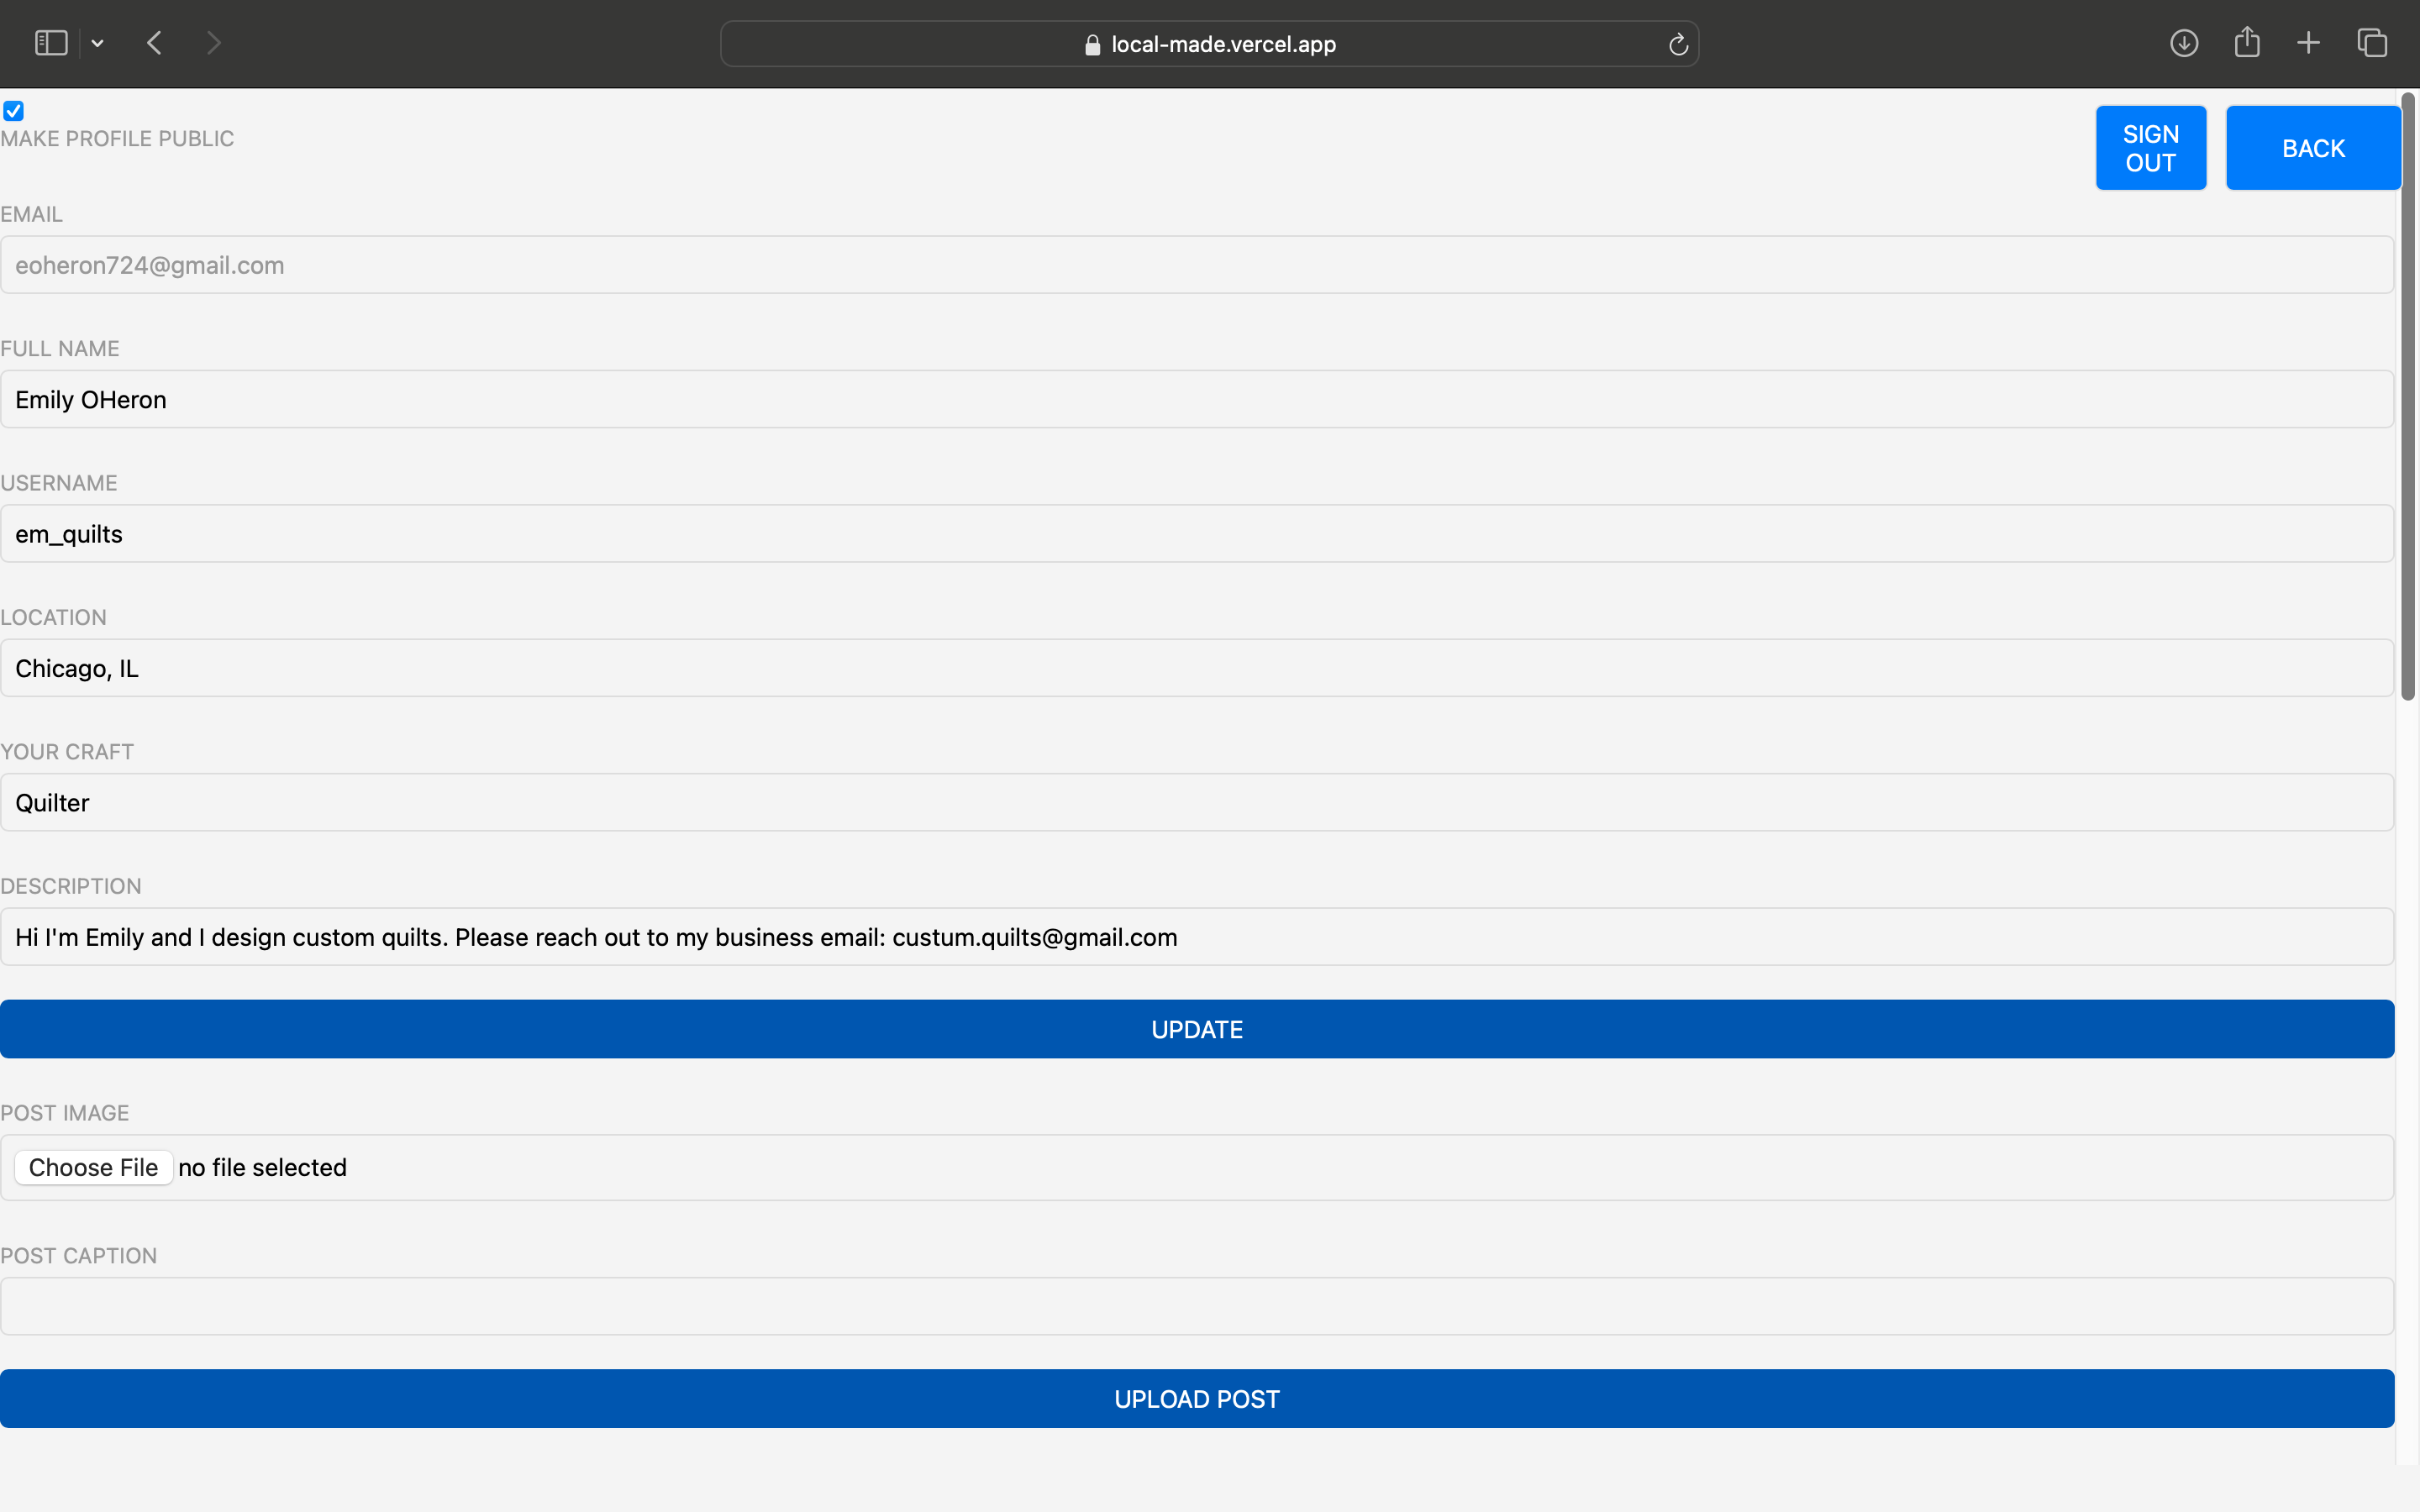 local-made.vercel.app
MAKE PROFILE PUBLIC
SIGN
OUT
BACK
EMAIL
eoheron724@gmail.com
FULL NAME
Emily OHeron
USERNAME
em_quilts
LOCATION
Chicago, IL
YOUR CRAFT
Quilter
DESCRIPTION
Hi I'm Emily and I design custom quilts. Please reach out to my business email: custum.quilts@gmail.com
UPDATE
POST IMAGE
Choose File no file selected
POST CAPTION
UPLOAD POST